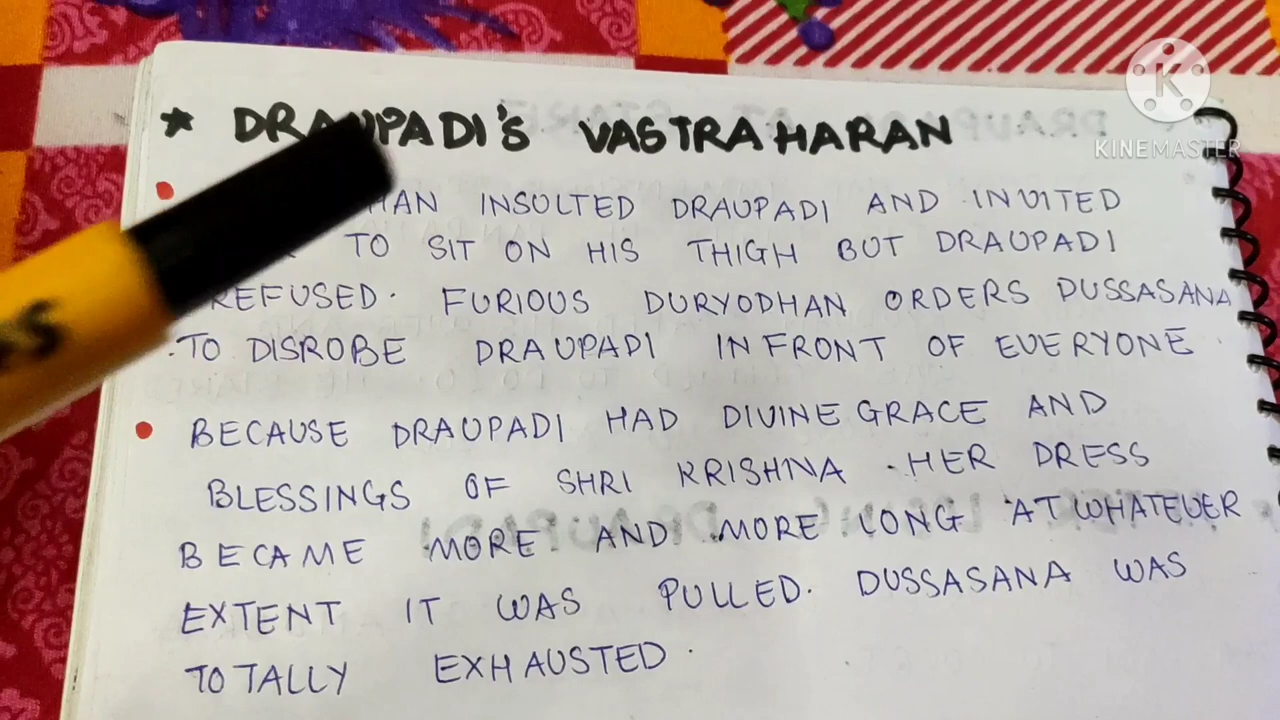 * DRAUPADI'S VASTRAHARAN
HAN INSULTED DRAUPADI AND INVITED
TO SIT ON HIS THIGH BUT DRAUPADI
REFUSED. FURIOUS DURYODHAN ORDERS DUSSASANA
TO DISROBE DRAUPADI IN FRONT OF EVERYONE.
BECAUSE DRAUPADI HAD DIVINE GRACE AND
BLESSINGS OF SHRI KRISHNA. HER DRESS
BECAME MORE AND MORE LONG AT WHATEVER
EXTENT IT WAS PULLED. DUSSASANA WAS
TOTALLY EXHAUSTED.
K
KINEMASTER